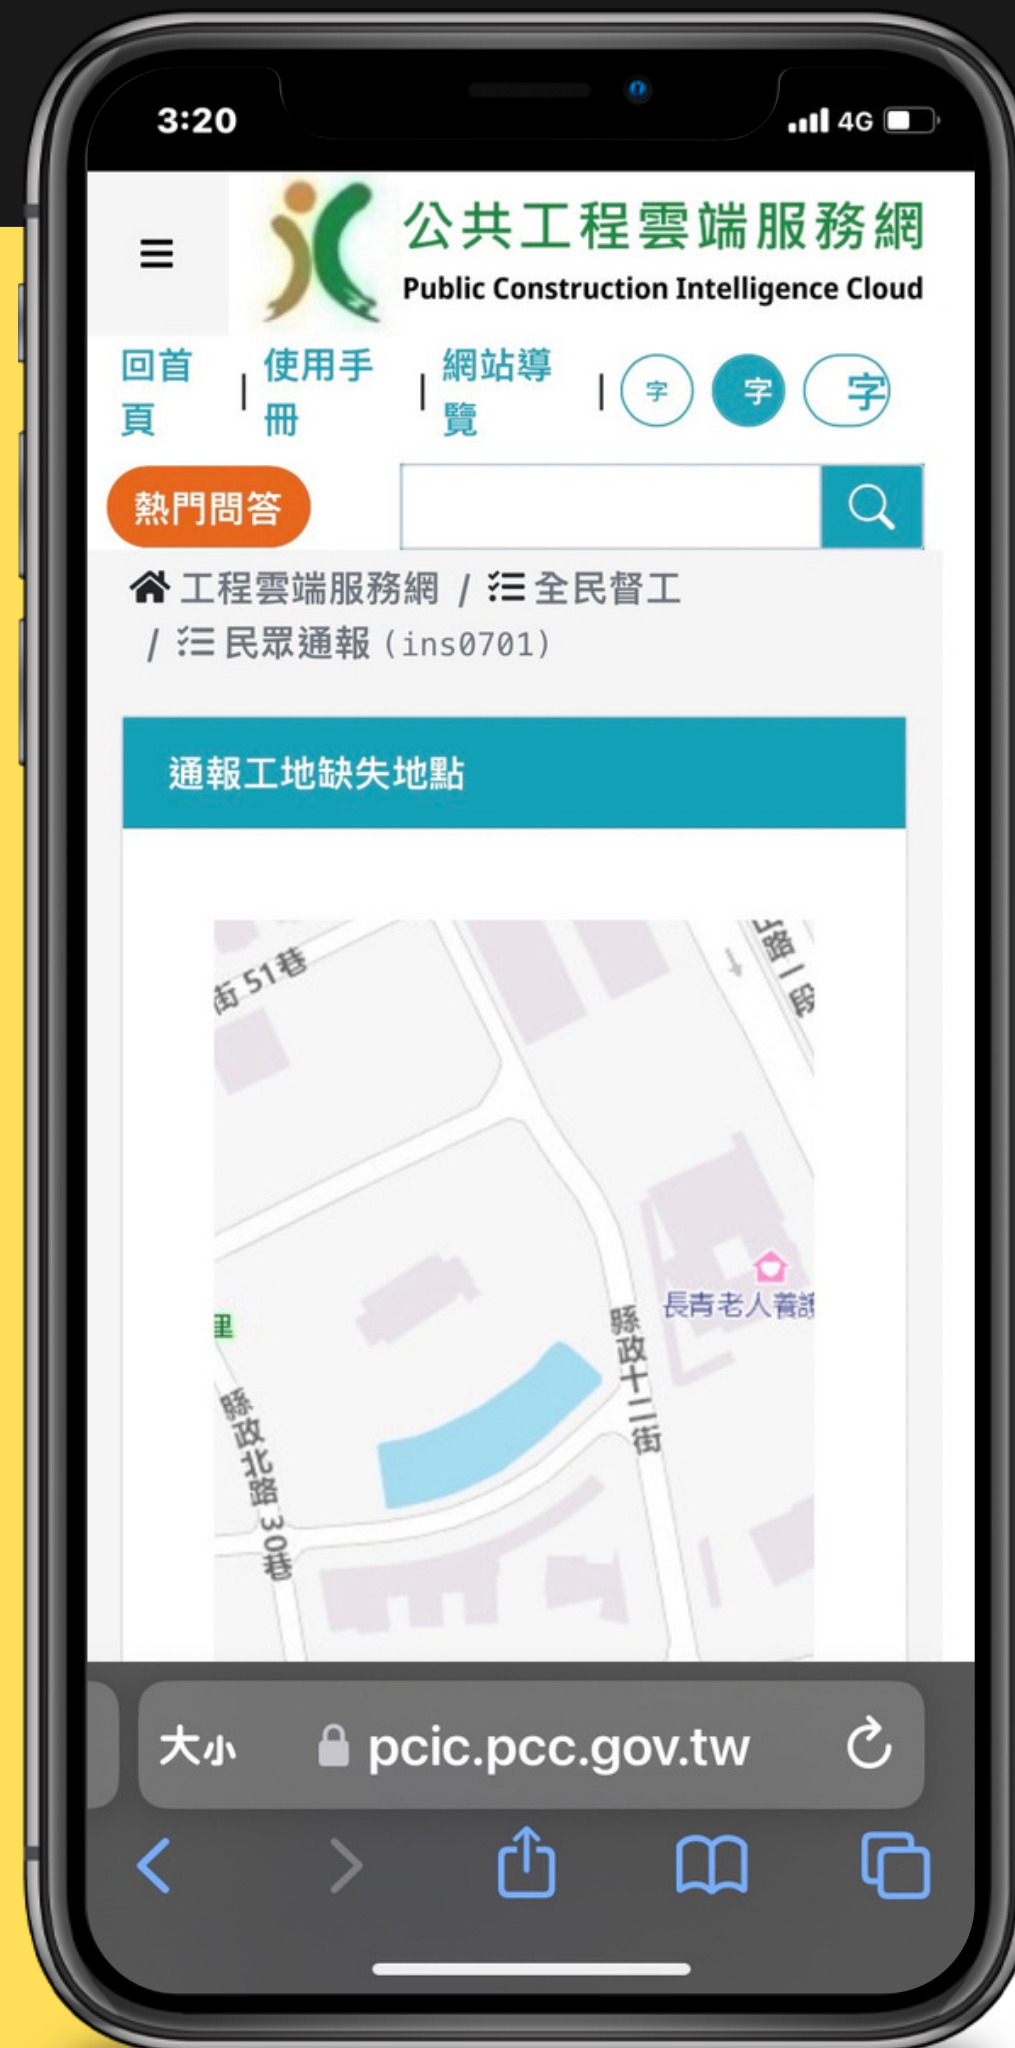 3:20
4G
公共工程雲端服務網
Public Construction Intelligence Cloud
回首
頁
|
使用手
冊
|
網站導
覽
|
字
字
字
熱門問答
工程雲端服務網 / 全民督工
/ 民眾通報 (ins0701)
通報工地缺失地點
街 51巷
路一段
長青老人養護
里
縣政十二街
縣政北路 30巷
大小
pcic.pcc.gov.tw